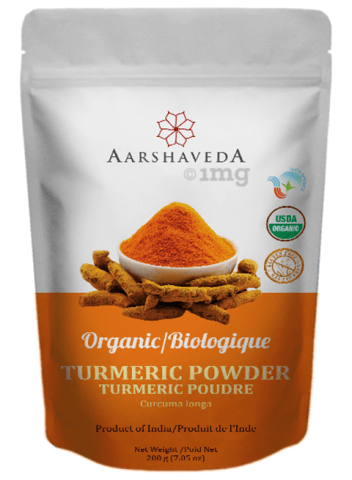 AARSHAVEDA
©1mg
USDA
ORGANIC
Organic/Biologique
TURMERIC POWDER
TURMERIC POUDRE
Curcuma longa
Product of India/Produit de l'Inde
Net Weight /Poid Net
200 g (7.05 oz)